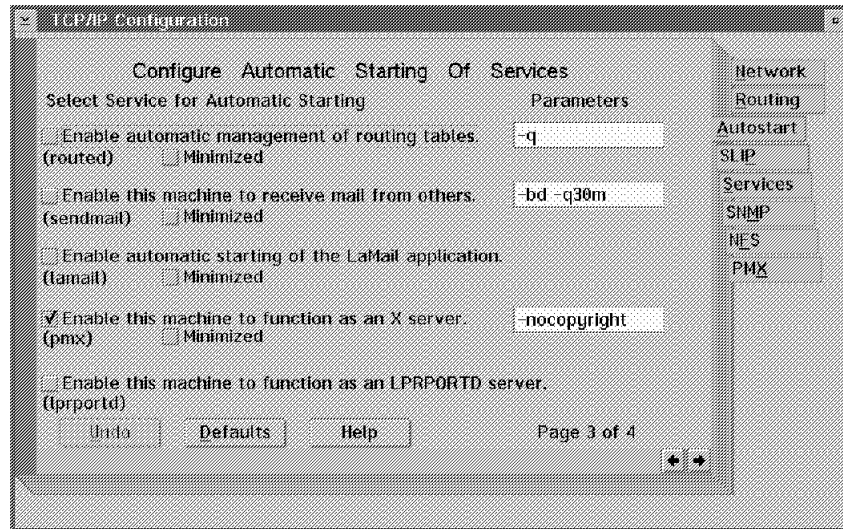 TCP/IP Configuration
Configure Automatic Starting Of Services
Select Service for Automatic Starting Parameters
Enable automatic management of routing tables. -q
(routed) Minimized
Enable this machine to receive mail from others. -bd -q30m
(sendmail) Minimized
Enable automatic starting of the LaMail application.
(lamail) Minimized
Enable this machine to function as an X server. -nocopyright
(pmx) Minimized
Enable this machine to function as an LPRPORTD server.
(lprportd)
Undo Defaults Help Page 3 of 4
Network
Routing
Autostart
SLIP
Services
SNMP
NFS
PMX